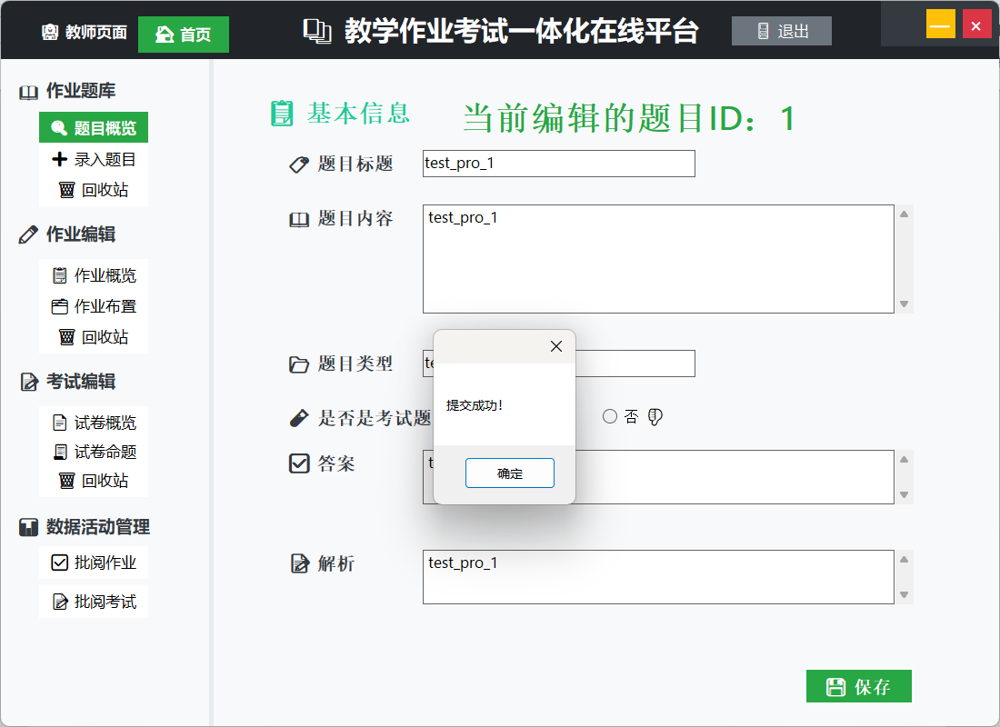 教师页面
首页
教学作业考试一体化在线平台
退出
作业题库
题目概览
录入题目
回收站
作业编辑
作业概览
作业布置
回收站
考试编辑
试卷概览
试卷命题
回收站
数据活动管理
批阅作业
批阅考试
基本信息
当前编辑的题目ID：1
题目标题
test_pro_1
题目内容
test_pro_1
题目类型
是否是考试题
否
答案
解析
test_pro_1
提交成功!
确定
保存